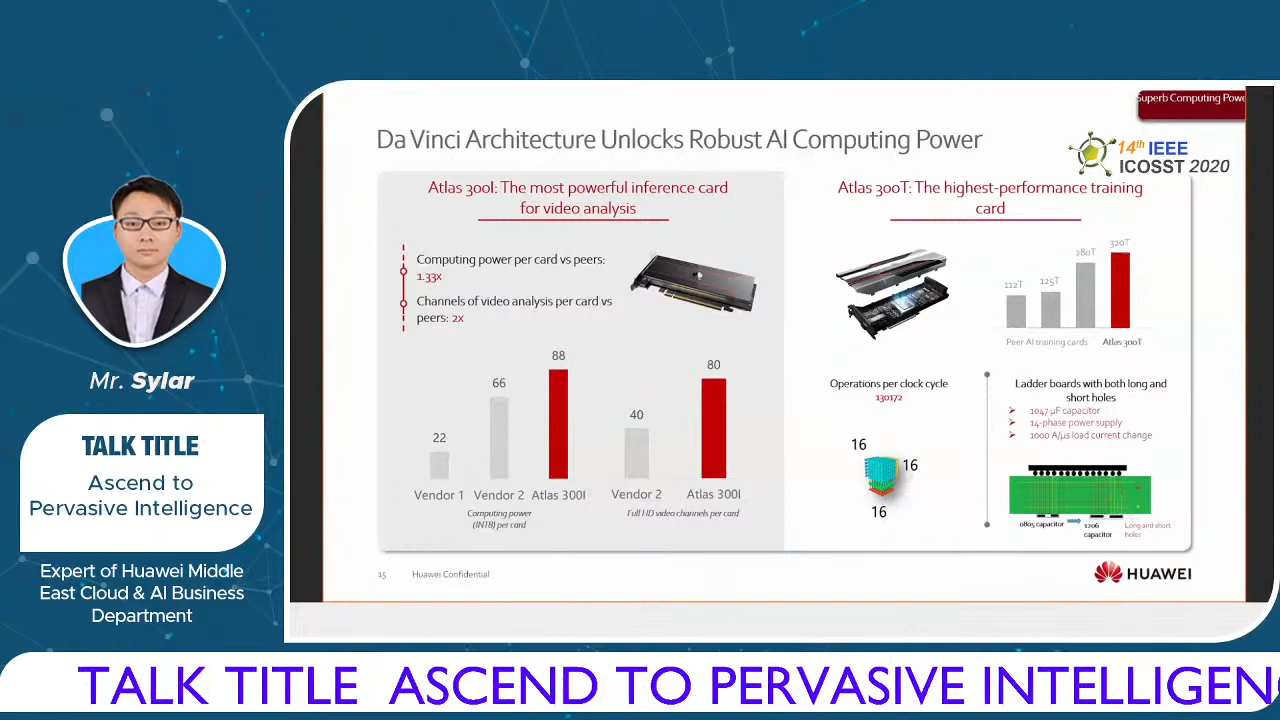 Superb Computing Powe
Da Vinci Architecture Unlocks Robust AI Computing Power
14th IEEE
ICOSST 2020
Atlas 300I: The most powerful inference card
for video analysis
Computing power per card vs peers:
1.33x
Channels of video analysis per card vs
peers: 2x
22
66
88
Vendor 1
Vendor 2
Atlas 300I
Computing power
(INT8) per card
40
80
Vendor 2
Atlas 300I
Full HD video channels per card
Atlas 300T: The highest-performance training
card
112T
125T
280T
320T
Peer AI training cards
Atlas 300T
Operations per clock cycle
130172
16
16
16
Ladder boards with both long and
short holes
1047 μF capacitor
14-phase power supply
1000 A/μs load current change
0805 capacitor
1206
capacitor
Long and short
holes
15
Huawei Confidential
HUAWEI
Mr. Sylar
TALK TITLE
Ascend to
Pervasive Intelligence
Expert of Huawei Middle
East Cloud & AI Business
Department
TALK TITLE ASCEND TO PERVASIVE INTELLIGENC